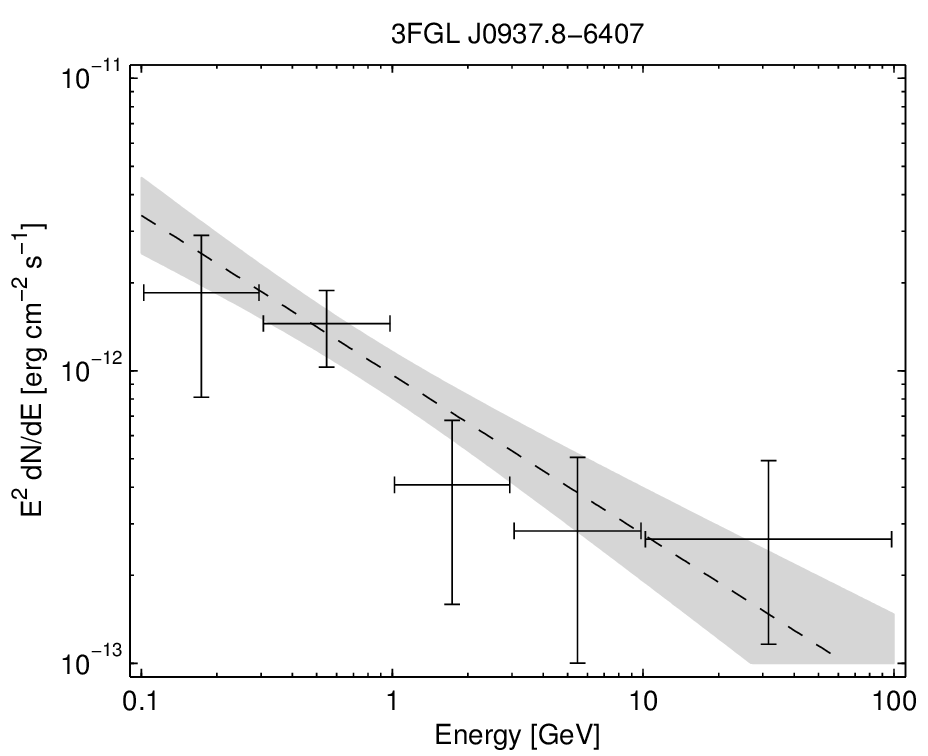 3FGL J0937.8−6407
10⁻¹¹
10⁻¹²
10⁻¹³
E² dN/dE [erg cm⁻² s⁻¹]
0.1 1 10 100
Energy [GeV]